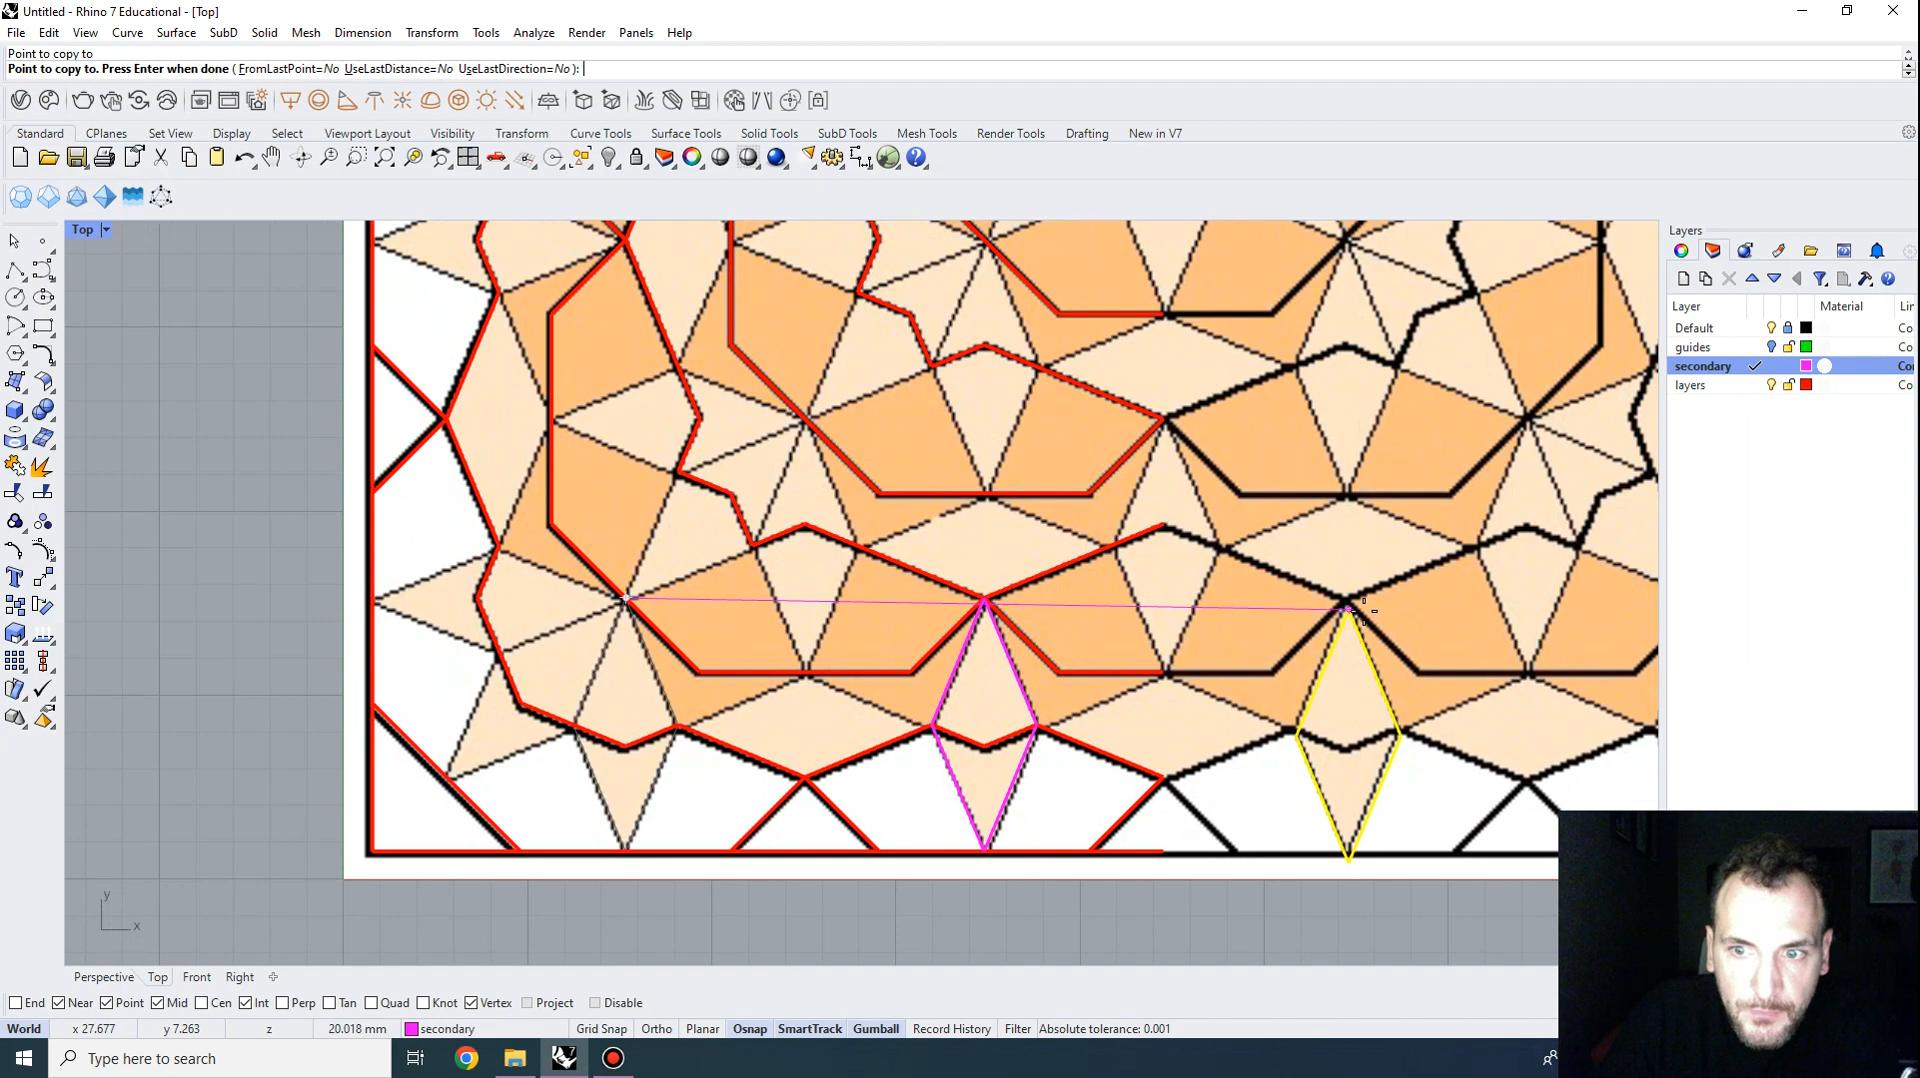 Untitled - Rhino 7 Educational - [Top]
File Edit View Curve Surface SubD Solid Mesh Dimension Transform Tools Analyze Render Panels Help
Point to copy to
Point to copy to. Press Enter when done ( FromLastPoint=No UseLastDistance=No UseLastDirection=No ):
Standard CPlanes Set View Display Select Viewport Layout Visibility Transform Curve Tools Surface Tools Solid Tools SubD Tools Mesh Tools Render Tools Drafting New in V7
Top
Layers
Layer Material Lir
Default Co
guides Co
secondary Co
layers Co
y
x
Perspective Top Front Right
End Near Point Mid Cen Int Perp Tan Quad Knot Vertex Project Disable
World x 27.677 y 7.263 z 20.018 mm secondary Grid Snap Ortho Planar Osnap SmartTrack Gumball Record History Filter Absolute tolerance: 0.001
Type here to search